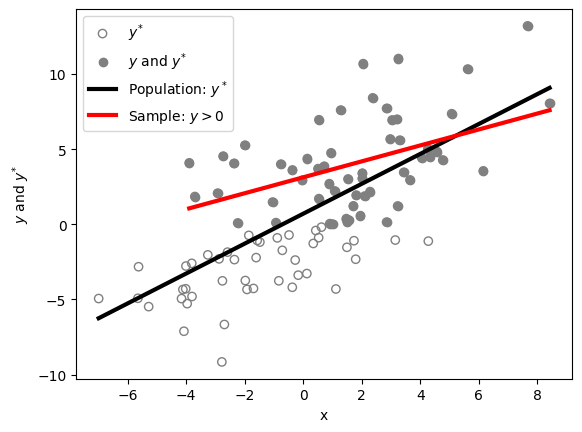 y*
y and y*
Population: y*
Sample: y > 0
y and y*
10
5
0
−5
−10
−6
−4
−2
0
2
4
6
8
x